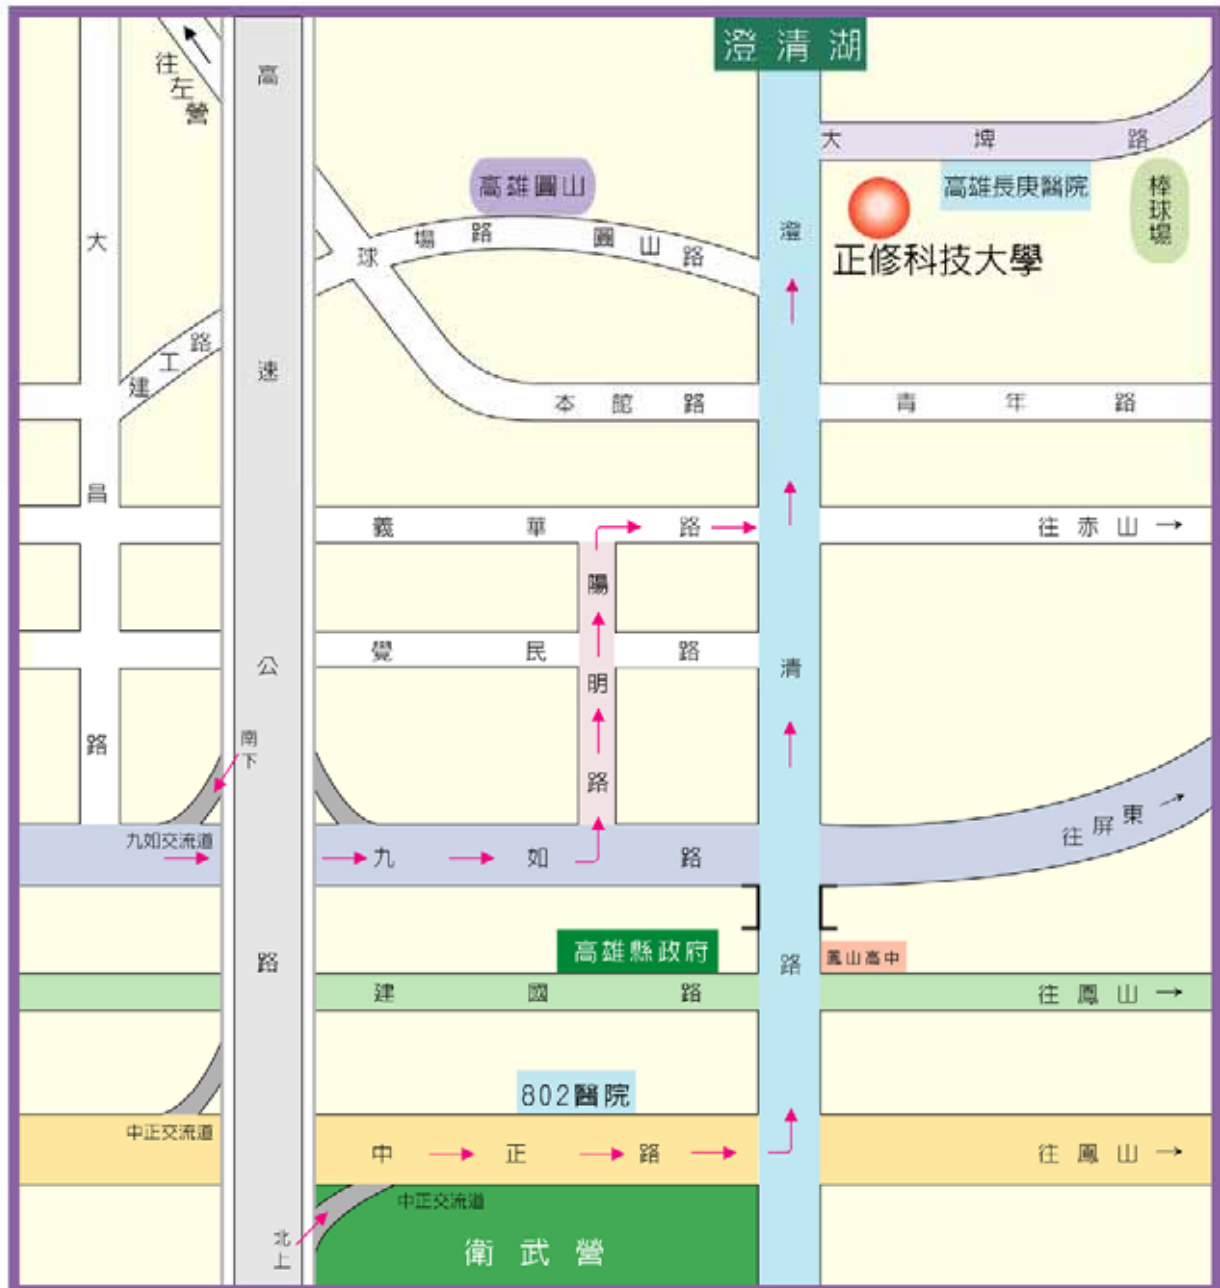 澄清湖
往左營
高速公路
大埤路
高雄圓山
高雄長庚醫院
棒球場
大昌路
球場路
圓山路
澄清路
正修科技大學
建工路
本館路
青年路
義華路
往赤山→
陽明路
覺民路
南下
九如交流道
九如路
往屏東→
高雄縣政府
鳳山高中
建國路
往鳳山→
802醫院
中正交流道
中正路
往鳳山→
中正交流道
北上
衛武營